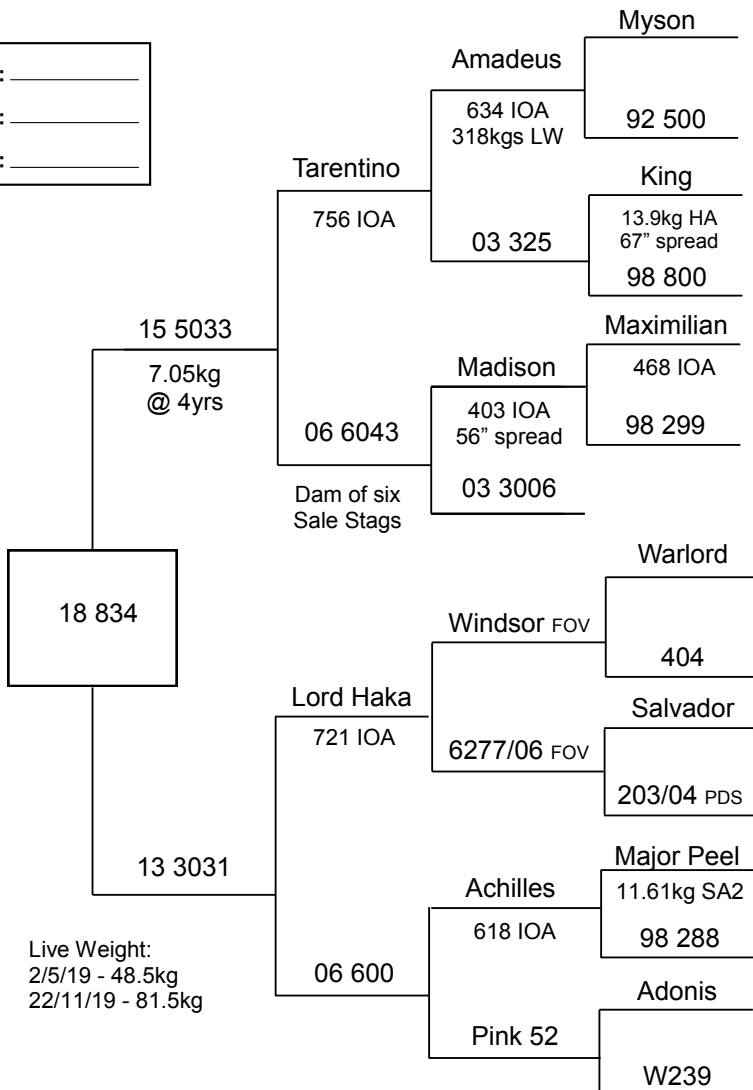 : ____________
: ____________
: ____________
Myson
Amadeus
634 IOA
318kgs LW
92 500
Tarentino
756 IOA
King
13.9kg HA
67” spread
03 325
98 800
15 5033
7.05kg
@ 4yrs
Maximilian
Madison
468 IOA
403 IOA
56” spread
98 299
06 6043
03 3006
Dam of six
Sale Stags
18 834
Warlord
Windsor FOV
404
Lord Haka
721 IOA
Salvador
6277/06 FOV
203/04 PDS
13 3031
Major Peel
Achilles
11.61kg SA2
618 IOA
98 288
Live Weight:
2/5/19 - 48.5kg
22/11/19 - 81.5kg
06 600
Adonis
Pink 52
W239